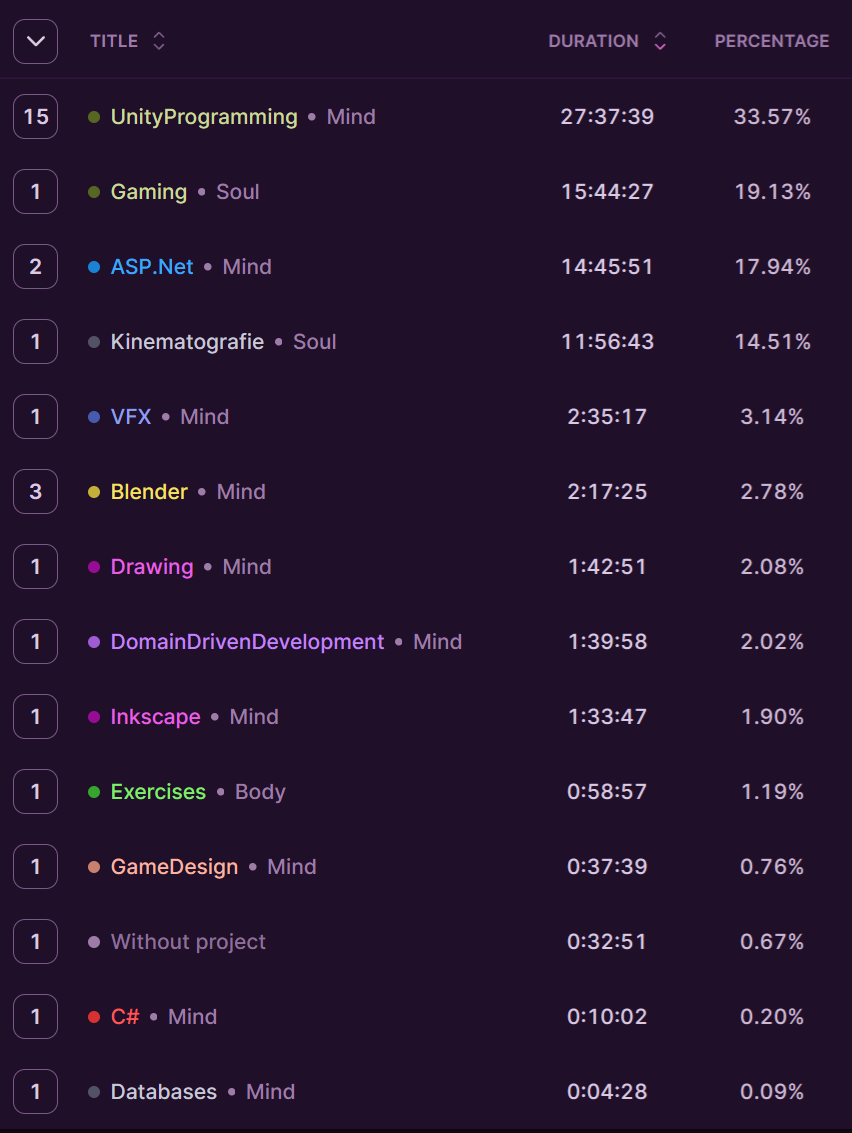 TITLE DURATION PERCENTAGE
15 UnityProgramming • Mind 27:37:39 33.57%
1 Gaming • Soul 15:44:27 19.13%
2 ASP.Net • Mind 14:45:51 17.94%
1 Kinematografie • Soul 11:56:43 14.51%
1 VFX • Mind 2:35:17 3.14%
3 Blender • Mind 2:17:25 2.78%
1 Drawing • Mind 1:42:51 2.08%
1 DomainDrivenDevelopment • Mind 1:39:58 2.02%
1 Inkscape • Mind 1:33:47 1.90%
1 Exercises • Body 0:58:57 1.19%
1 GameDesign • Mind 0:37:39 0.76%
1 Without project 0:32:51 0.67%
1 C# • Mind 0:10:02 0.20%
1 Databases • Mind 0:04:28 0.09%